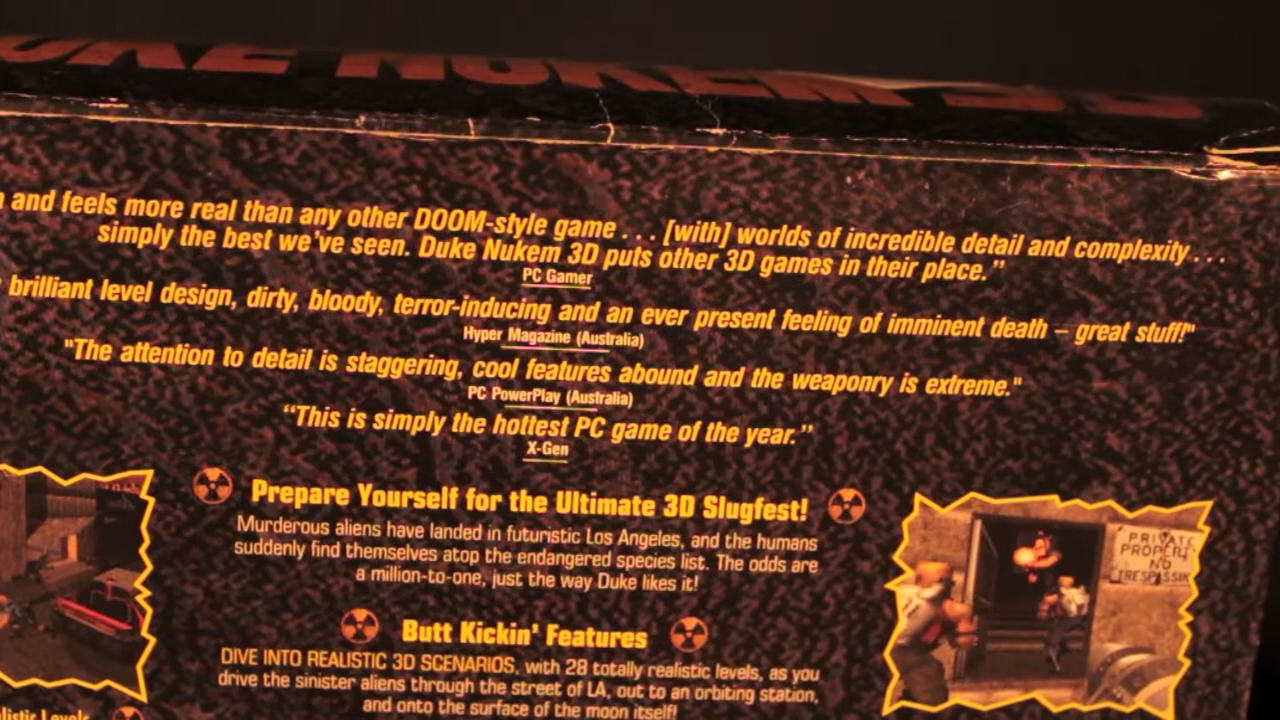 DUKE NUKEM 3D
and feels more real than any other DOOM-style game . . . [with] worlds of incredible detail and complexity . . .
simply the best we've seen. Duke Nukem 3D puts other 3D games in their place.”
PC Gamer
brilliant level design, dirty, bloody, terror-inducing and an ever present feeling of imminent death – great stuff!"
Hyper Magazine (Australia)
"The attention to detail is staggering, cool features abound and the weaponry is extreme."
PC PowerPlay (Australia)
“This is simply the hottest PC game of the year.”
X-Gen
Prepare Yourself for the Ultimate 3D Slugfest!
Murderous aliens have landed in futuristic Los Angeles, and the humans
suddenly find themselves atop the endangered species list. The odds are
a million-to-one, just the way Duke likes it!
PRIVATE
PROPERTY
NO
TRESPASSIN
Butt Kickin' Features
DIVE INTO REALISTIC 3D SCENARIOS, with 28 totally realistic levels, as you
drive the sinister aliens through the street of LA, out to an orbiting station,
and onto the surface of the moon itself!
Levels